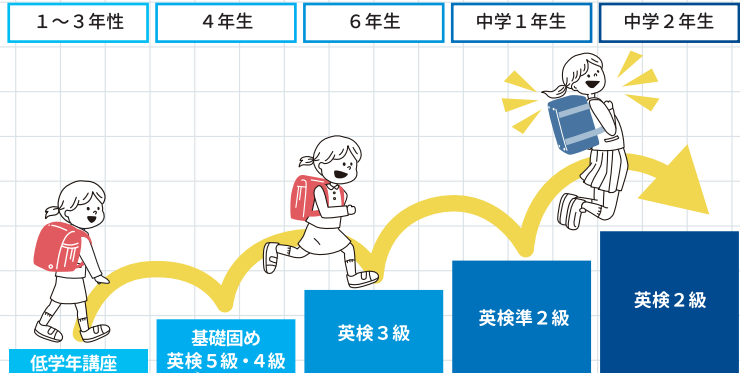 1～3年性
4年生
6年生
中学1年生
中学2年生
低学年講座
基礎固め
英検5級・4級
英検3級
英検準2級
英検2級